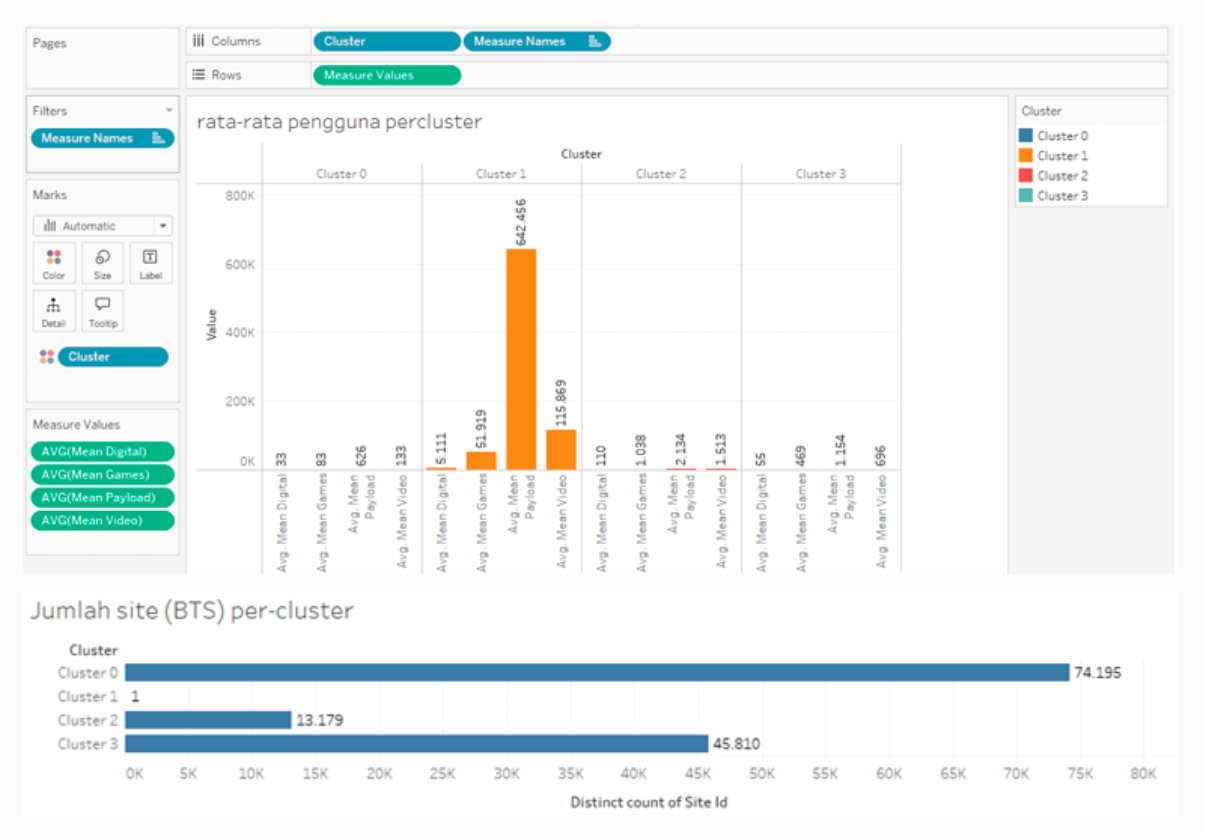 Pages
Columns
Cluster
Measure Names
Rows
Measure Values
Filters
Measure Names
Marks
Automatic
Color
Size
Label
Detail
Tooltip
Cluster
Measure Values
AVG(Mean Digital)
AVG(Mean Games)
AVG(Mean Payload)
AVG(Mean Video)
rata-rata pengguna percluster
Cluster
Cluster 0
Cluster 1
Cluster 2
Cluster 3
Value
800K
600K
400K
200K
0K
33
83
626
133
5.111
51.919
642.456
115.869
110
1.038
2.134
1.513
55
469
1.154
696
Avg. Mean Digital
Avg. Mean Games
Avg. Mean
Payload
Avg. Mean Video
Avg. Mean Digital
Avg. Mean Games
Avg. Mean
Payload
Avg. Mean Video
Avg. Mean Digital
Avg. Mean Games
Avg. Mean
Payload
Avg. Mean Video
Avg. Mean Digital
Avg. Mean Games
Avg. Mean
Payload
Avg. Mean Video
Cluster
Cluster 0
Cluster 1
Cluster 2
Cluster 3
Jumlah site (BTS) per-cluster
Cluster
Cluster 0
74.195
Cluster 1
1
Cluster 2
13.179
Cluster 3
45.810
0K 5K 10K 15K 20K 25K 30K 35K 40K 45K 50K 55K 60K 65K 70K 75K 80K
Distinct count of Site Id